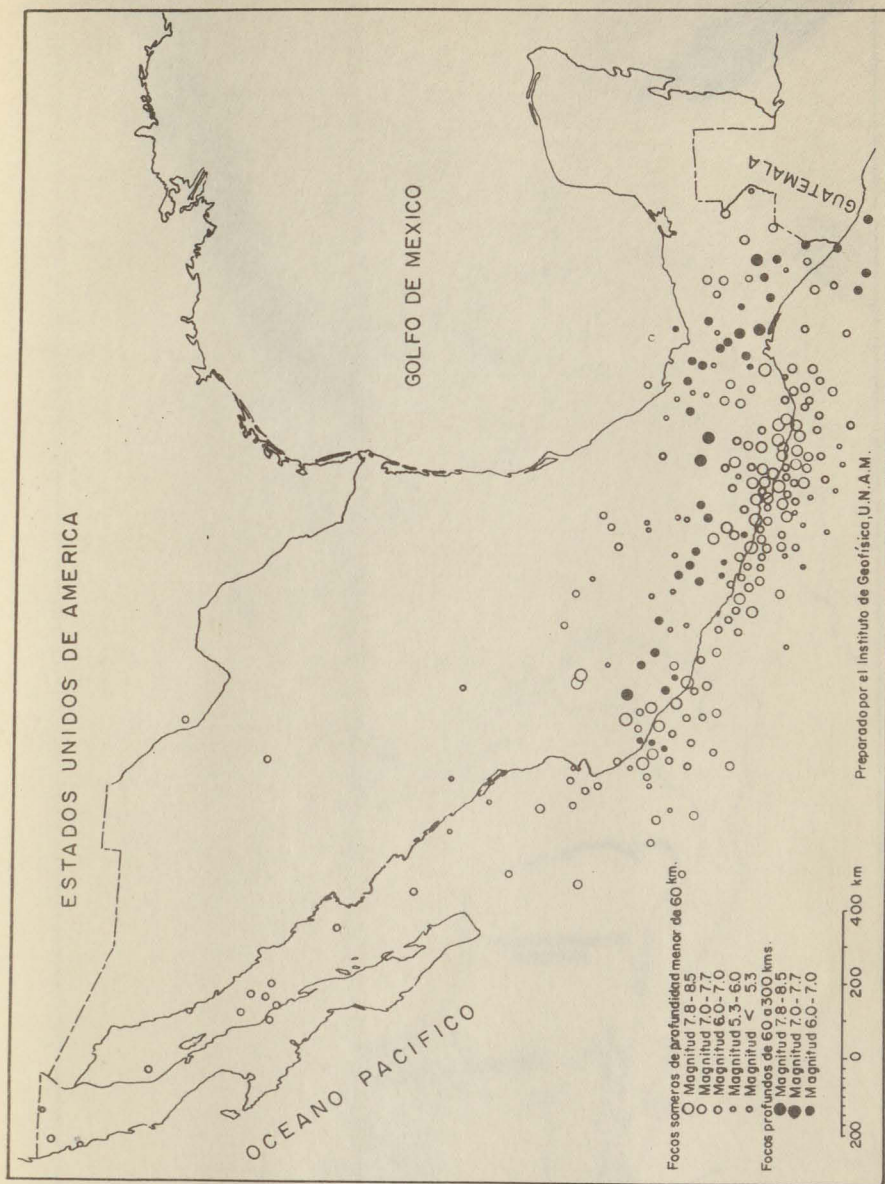 ESTADOS UNIDOS DE AMERICA
GOLFO DE MEXICO
GUATEMALA
OCEANO PACIFICO
Focos someros de profundidad menor de 60 km.
Magnitud 7.8 - 8.5
Magnitud 7.0 - 7.7
Magnitud 6.0 - 7.0
Magnitud 5.3 - 6.0
Magnitud < 5.3
Focos profundos de 60 a 300 kms.
Magnitud 7.8 - 8.5
Magnitud 7.0 - 7.7
Magnitud 6.0 - 7.0
200 0 200 400 km
Preparado por el Instituto de Geofísica, U.N.A.M.